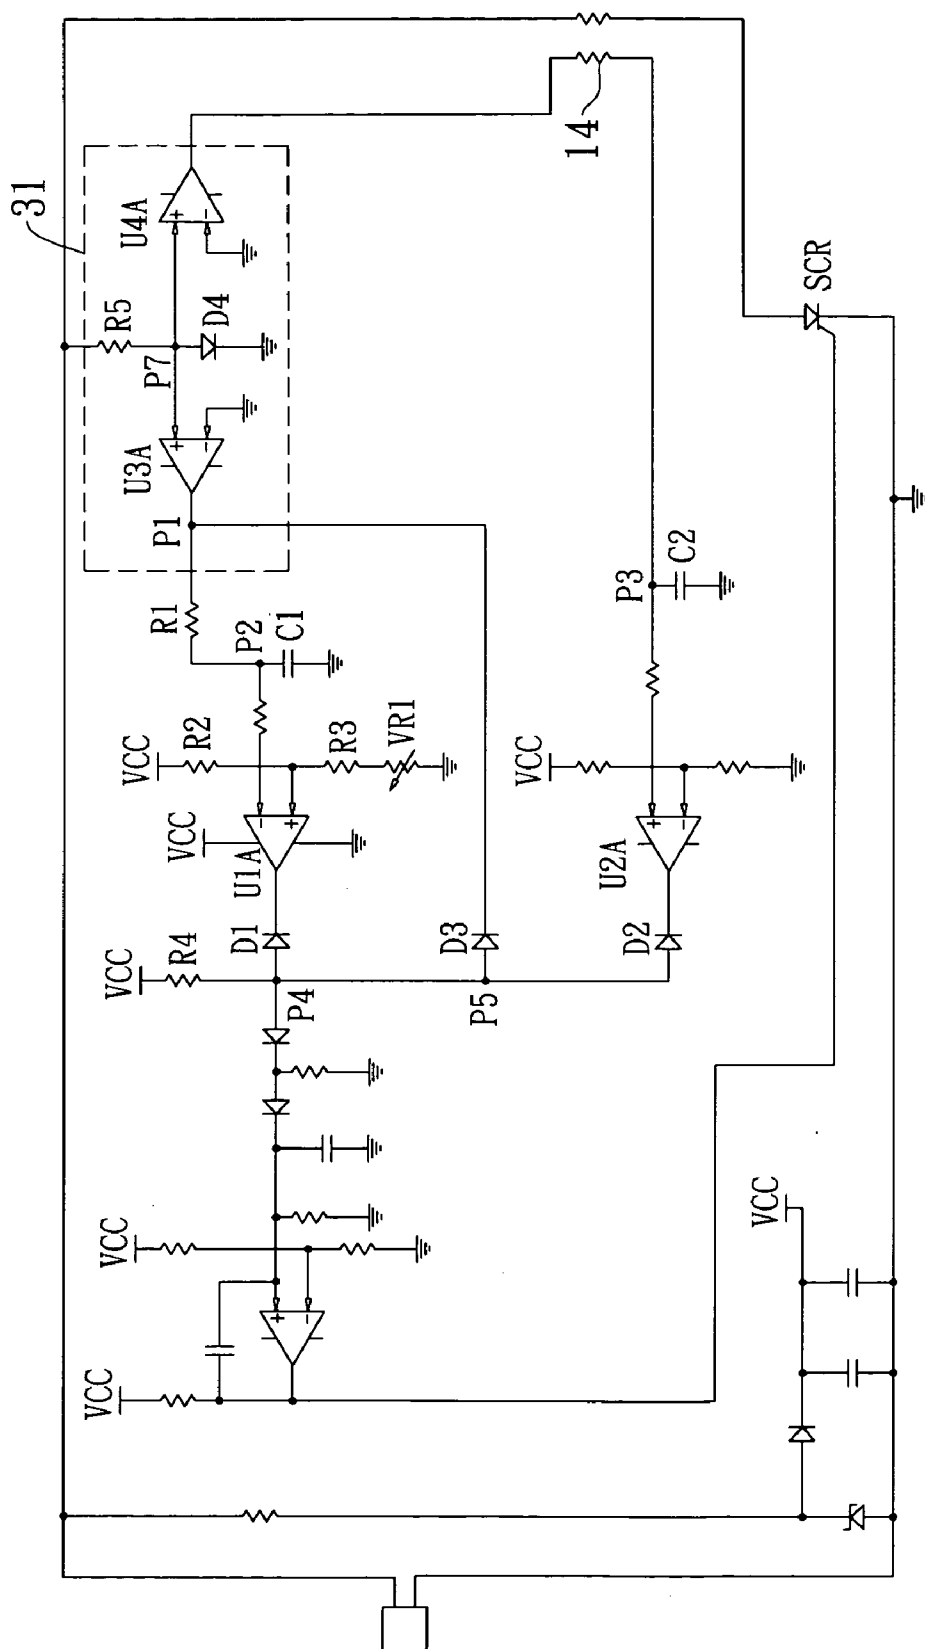 31
14
U4A
+
-
R5
D4
P7
U3A
+
-
P1
SCR
R1
P2
C1
P3
C2
VCC
R2
R3
VR1
VCC
-
+
U1A
VCC
+
-
U2A
VCC
R4
D1
D3
D2
P4
P5
VCC
+
-
VCC
VCC